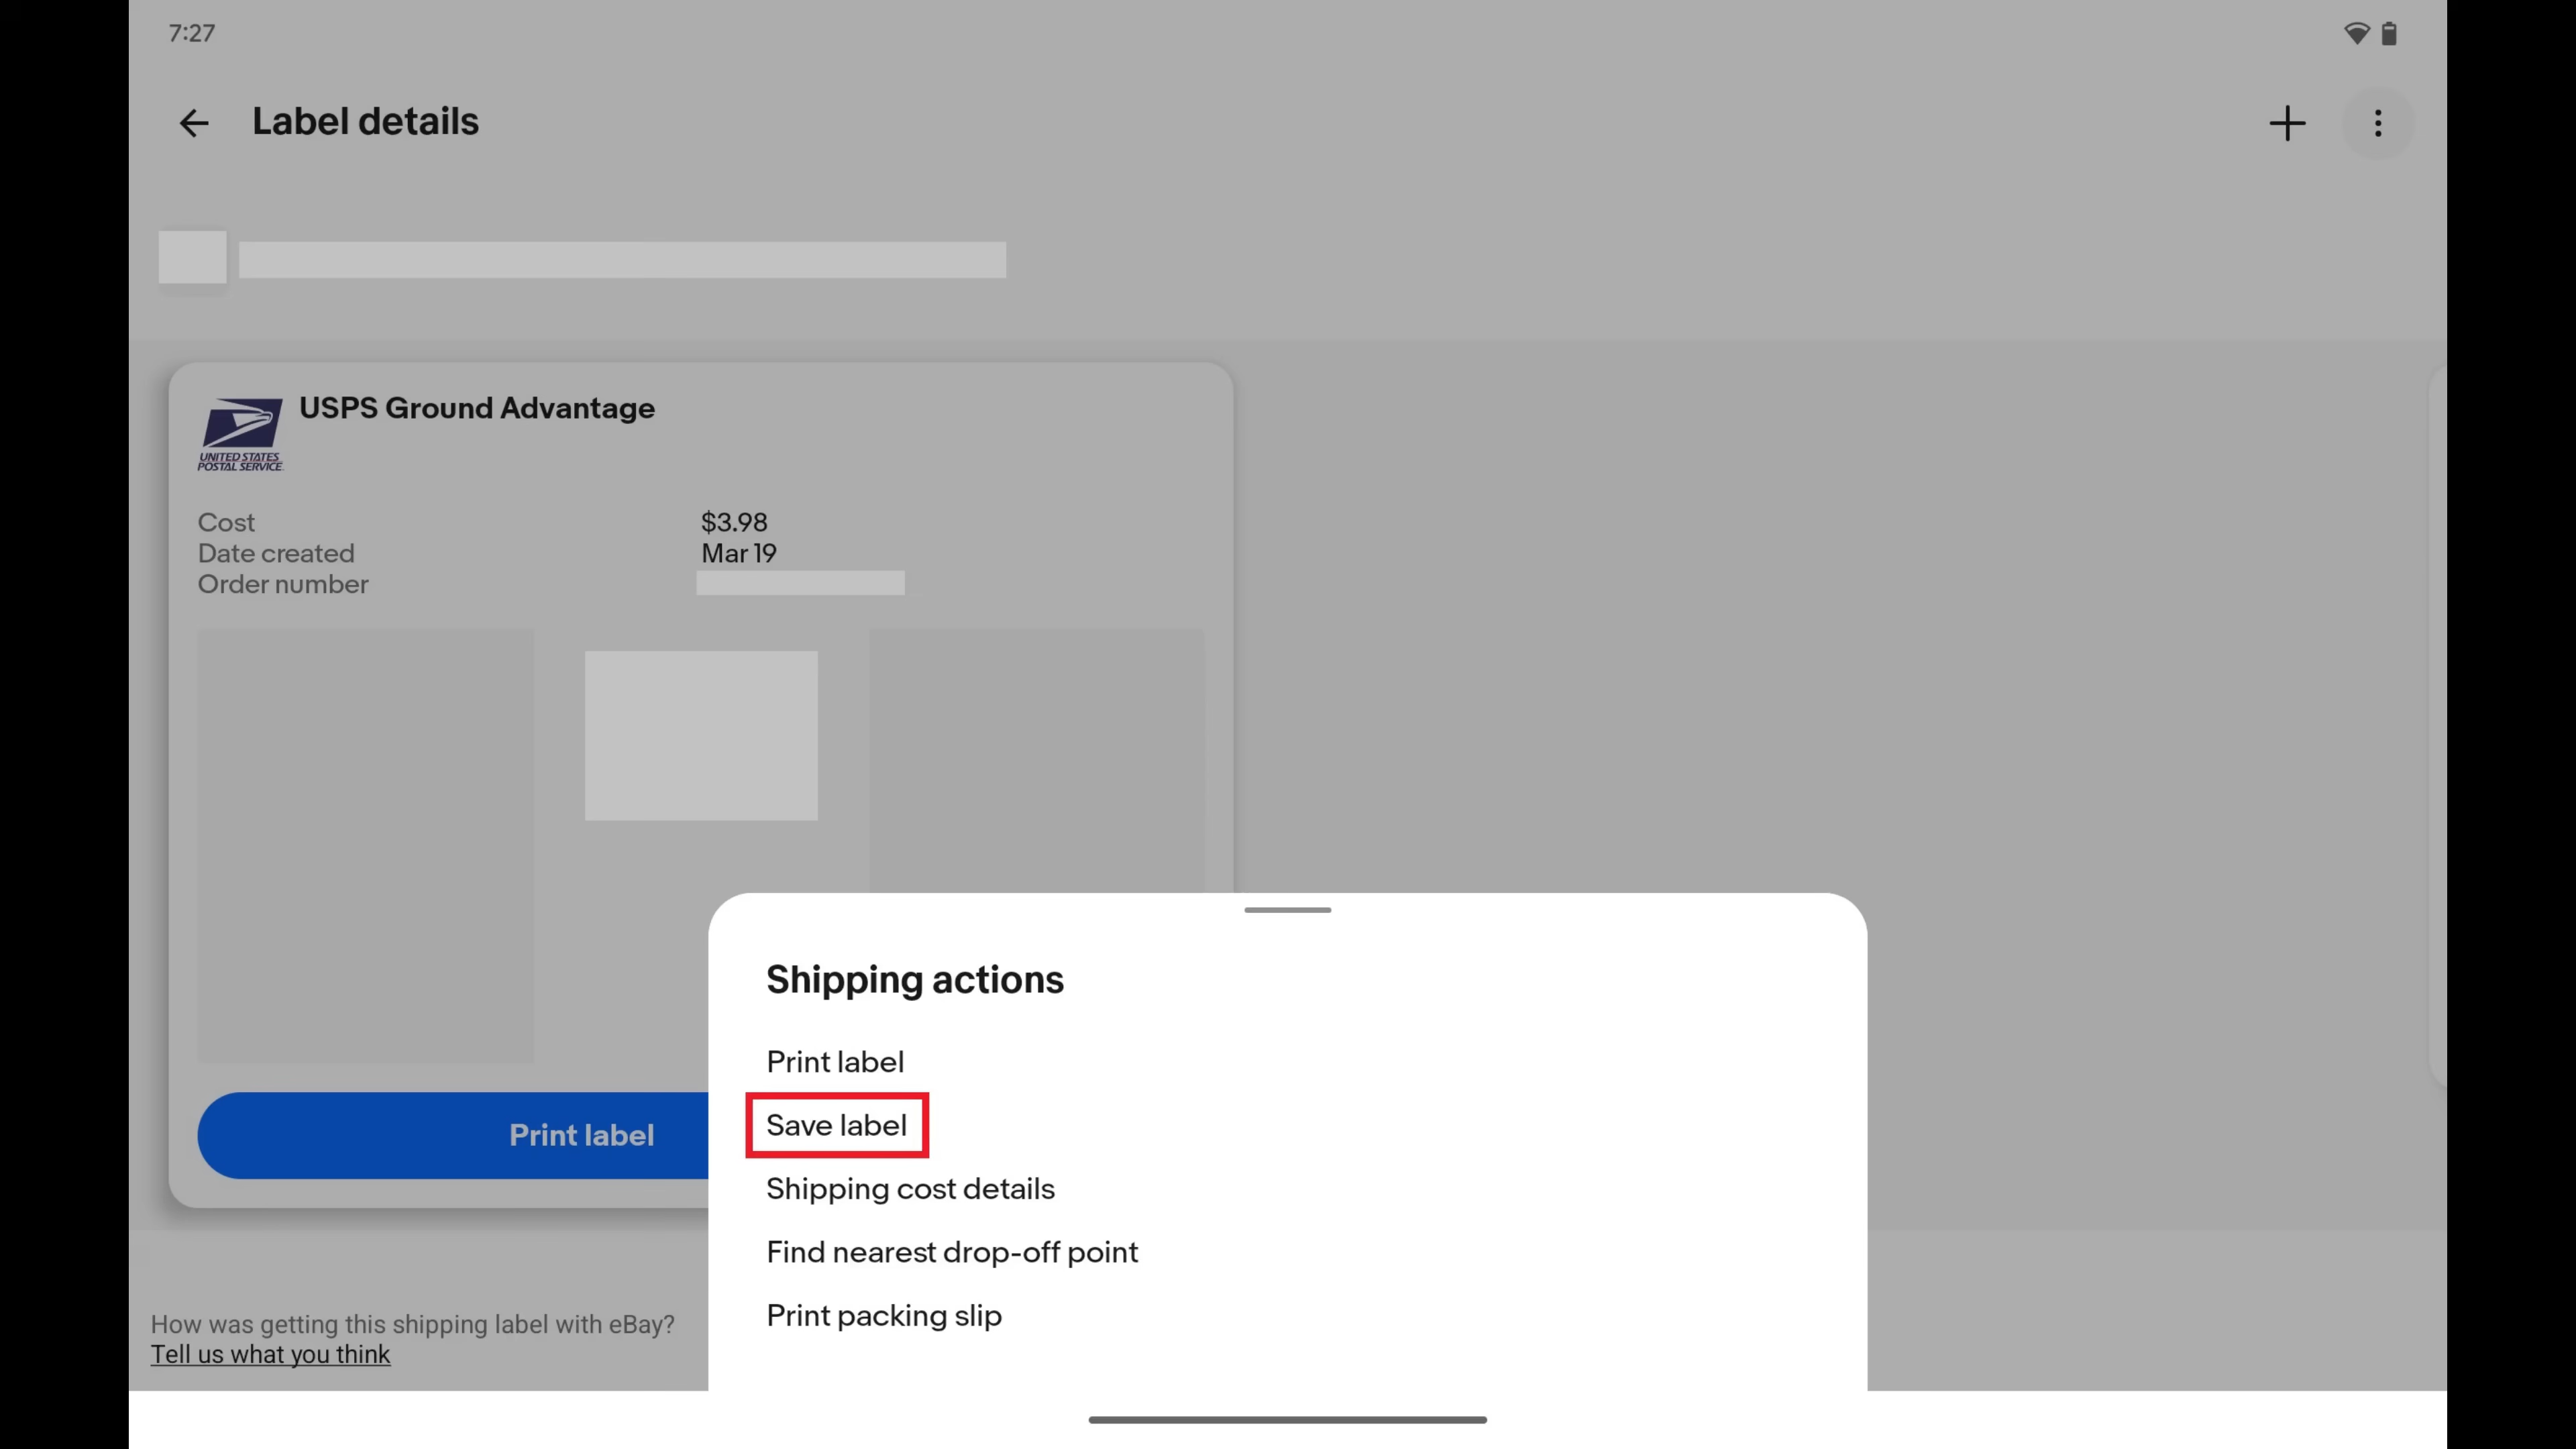 7:27
Label details
USPS Ground Advantage
UNITED STATES
POSTAL SERVICE.
Cost
$3.98
Date created
Mar 19
Order number
Shipping actions
Print label
Save label
Shipping cost details
Find nearest drop-off point
Print packing slip
Print label
How was getting this shipping label with eBay?
Tell us what you think